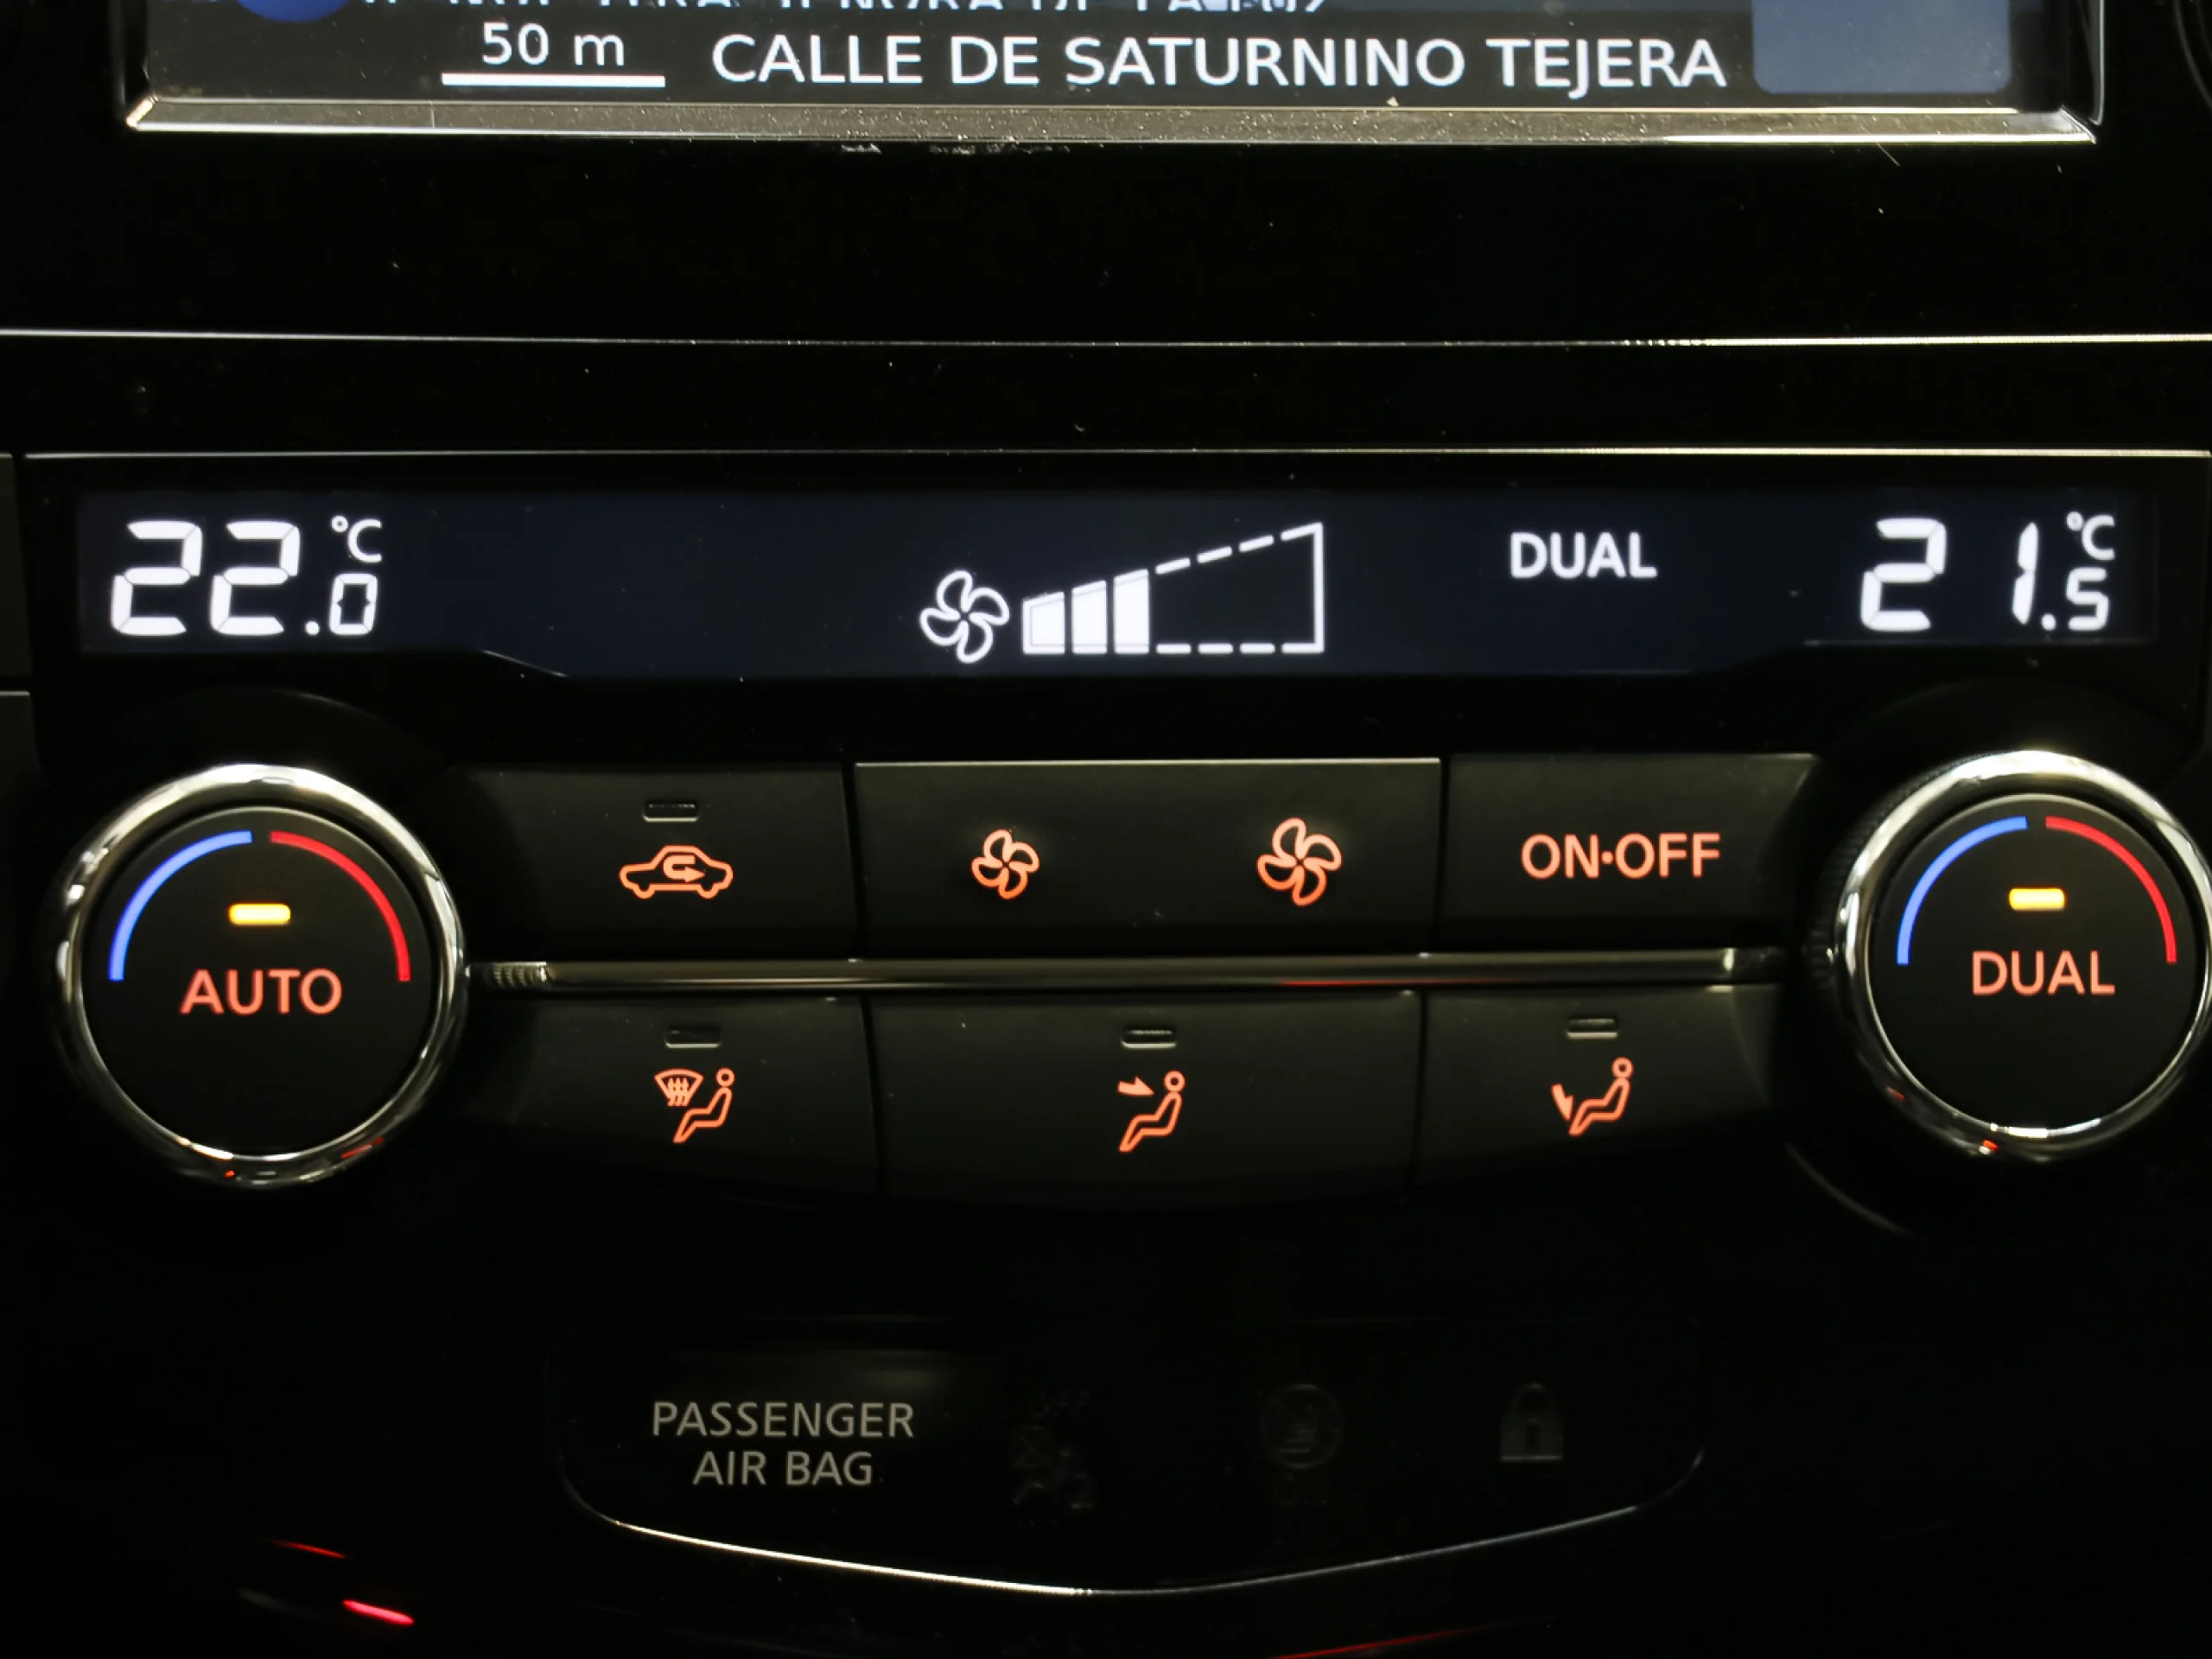 50 m
CALLE DE SATURNINO TEJERA
22.0 °C
DUAL
21.5 °C
ON•OFF
AUTO
DUAL
PASSENGER
AIR BAG